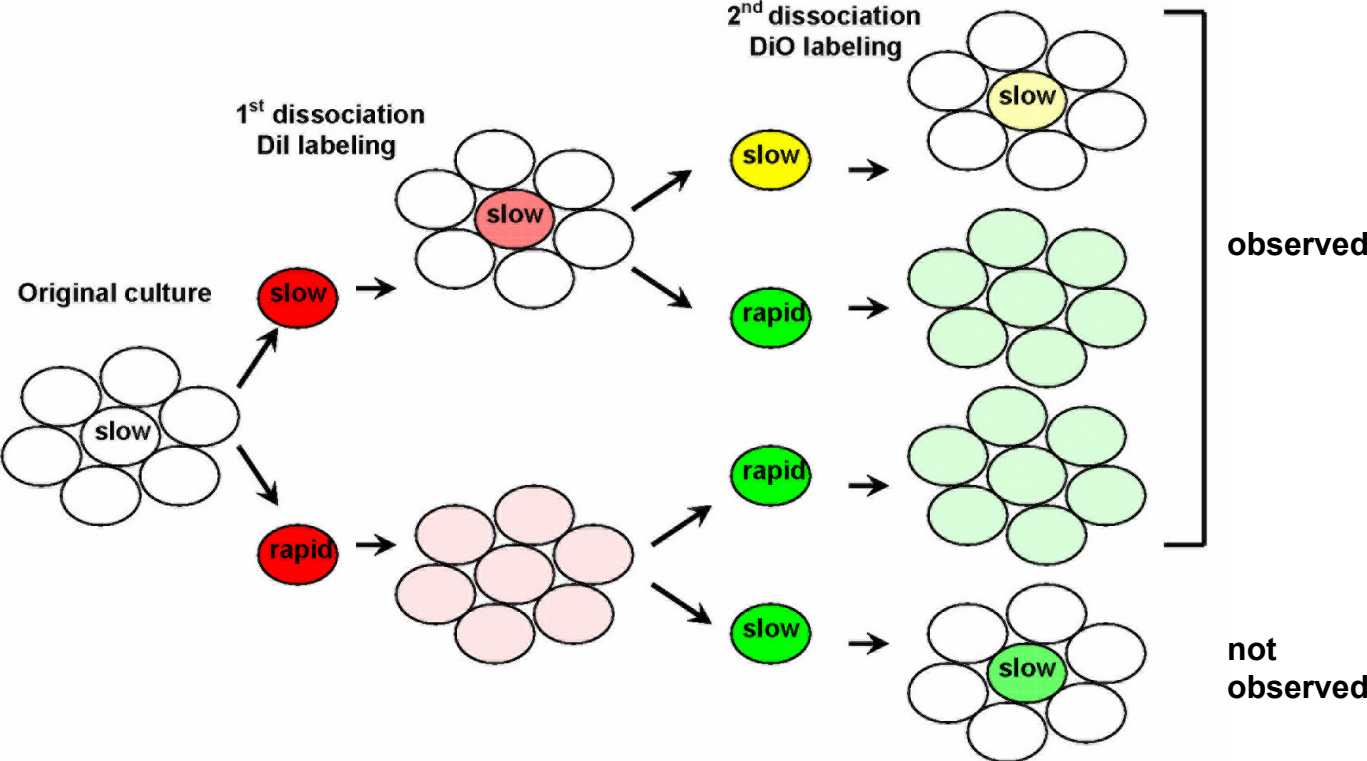 2nd dissociation
DiO labeling
slow
1st dissociation
DiI labeling
slow
slow
observed
Original culture
slow
rapid
slow
rapid
rapid
slow
not
observed
slow